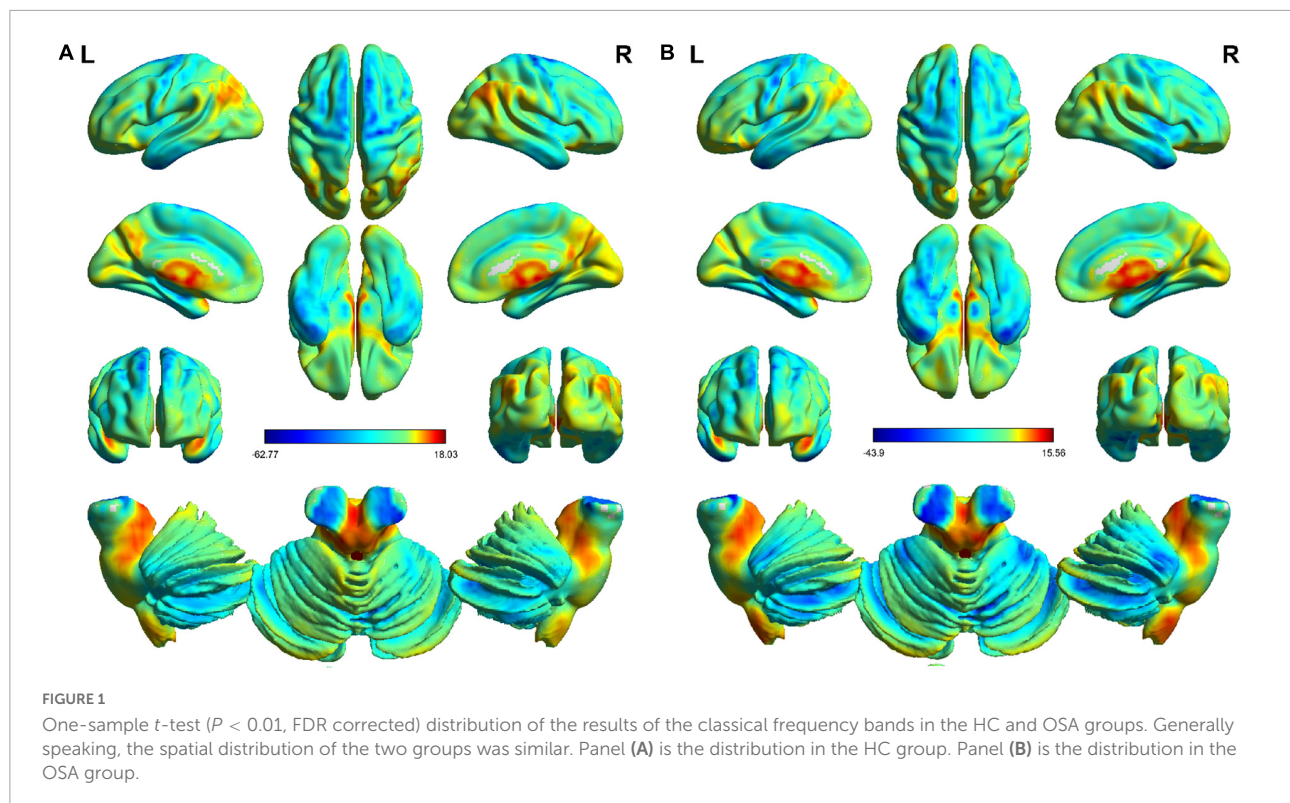 A L R
B L R
-62.77 18.03
-43.9 15.56
FIGURE 1
One-sample t-test (P < 0.01, FDR corrected) distribution of the results of the classical frequency bands in the HC and OSA groups. Generally
speaking, the spatial distribution of the two groups was similar. Panel (A) is the distribution in the HC group. Panel (B) is the distribution in the
OSA group.